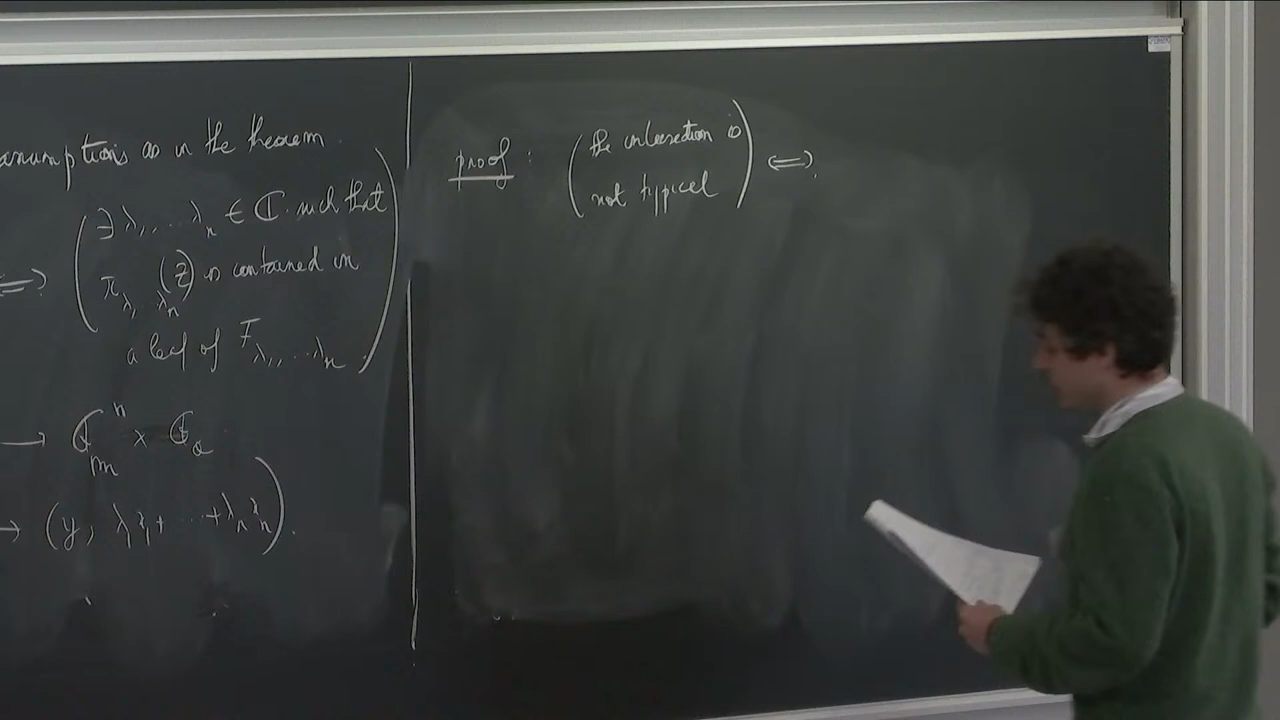 assumptions as in the theorem.
∃ λ₁, … λₙ ∈ ℂ such that
⟺ π_{λ₁ … λₙ}(Z) is contained in
a leaf of F_{λ₁, … λₙ}.
→ 𝔾ₘⁿ × 𝔾ₐ
→ (y, λ₁z₁ + … + λₙzₙ).
proof : (the intersection is
not typical) ⟺